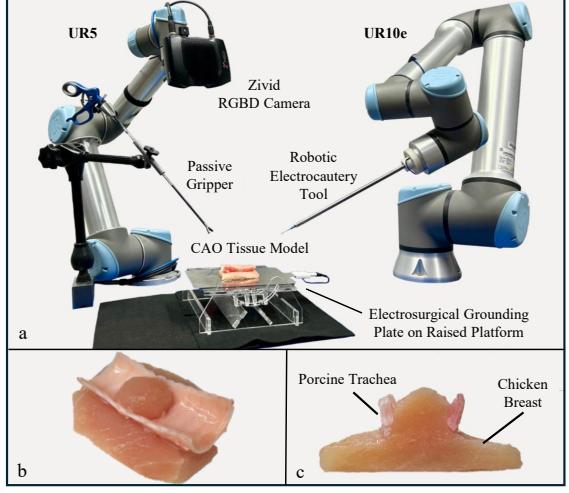 UR5
UR10e
Zivid
RGBD Camera
Passive
Gripper
Robotic
Electrocautery
Tool
CAO Tissue Model
Electrosurgical Grounding
Plate on Raised Platform
a
b
Porcine Trachea
Chicken
Breast
c